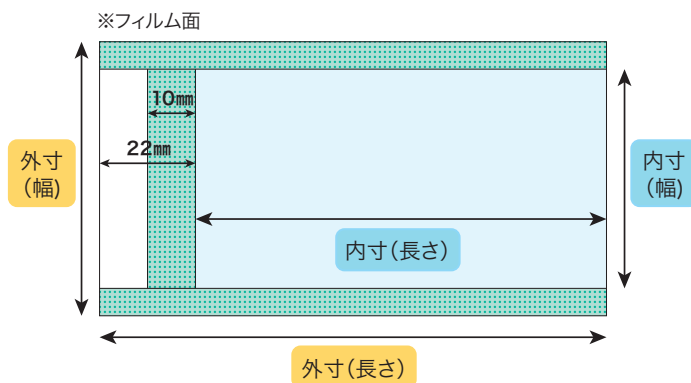 ※フィルム面
10㎜
22㎜
外寸
（幅）
内寸
（幅）
内寸（長さ）
外寸（長さ）